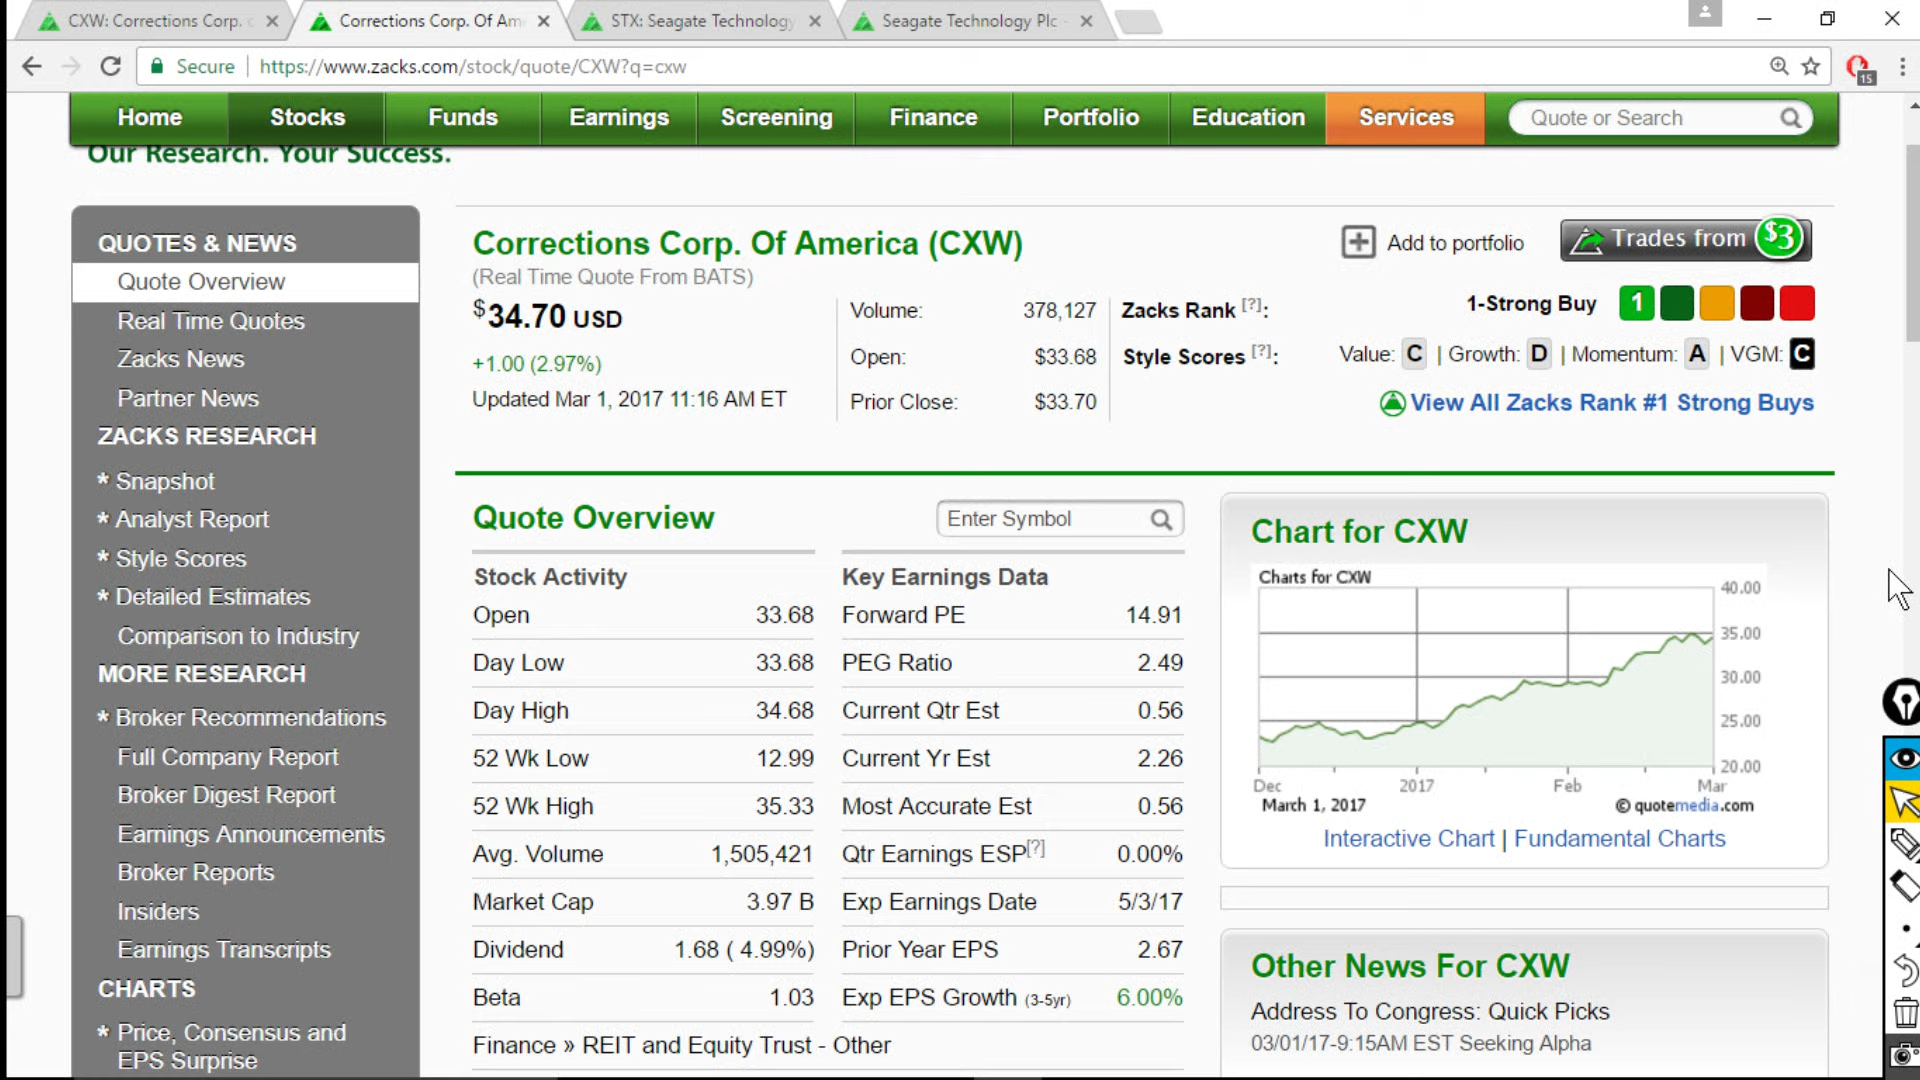 CXW: Corrections Corp.
Corrections Corp. Of Am
STX: Seagate Technology
Seagate Technology Plc -
Secure
https://www.zacks.com/stock/quote/CXW?q=cxw
15
Home
Stocks
Funds
Earnings
Screening
Finance
Portfolio
Education
Services
Quote or Search
Our Research. Your Success.
QUOTES & NEWS
Quote Overview
Real Time Quotes
Zacks News
Partner News
ZACKS RESEARCH
* Snapshot
* Analyst Report
* Style Scores
* Detailed Estimates
Comparison to Industry
MORE RESEARCH
* Broker Recommendations
Full Company Report
Broker Digest Report
Earnings Announcements
Broker Reports
Insiders
Earnings Transcripts
CHARTS
* Price, Consensus and
EPS Surprise
Corrections Corp. Of America (CXW)
(Real Time Quote From BATS)
$34.70 USD
+1.00 (2.97%)
Updated Mar 1, 2017 11:16 AM ET
Volume: 378,127
Open: $33.68
Prior Close: $33.70
Add to portfolio
Trades from $3
Zacks Rank [?]: 1-Strong Buy 1
Style Scores [?]: Value: C | Growth: D | Momentum: A | VGM: C
View All Zacks Rank #1 Strong Buys
Quote Overview
Enter Symbol
Stock Activity
Open 33.68
Day Low 33.68
Day High 34.68
52 Wk Low 12.99
52 Wk High 35.33
Avg. Volume 1,505,421
Market Cap 3.97 B
Dividend 1.68 ( 4.99%)
Beta 1.03
Key Earnings Data
Forward PE 14.91
PEG Ratio 2.49
Current Qtr Est 0.56
Current Yr Est 2.26
Most Accurate Est 0.56
Qtr Earnings ESP[?] 0.00%
Exp Earnings Date 5/3/17
Prior Year EPS 2.67
Exp EPS Growth (3-5yr) 6.00%
Finance » REIT and Equity Trust - Other
Chart for CXW
Charts for CXW
40.00
35.00
30.00
25.00
20.00
Dec 2017 Feb Mar
March 1, 2017 © quotemedia.com
Interactive Chart | Fundamental Charts
Other News For CXW
Address To Congress: Quick Picks
03/01/17-9:15AM EST Seeking Alpha